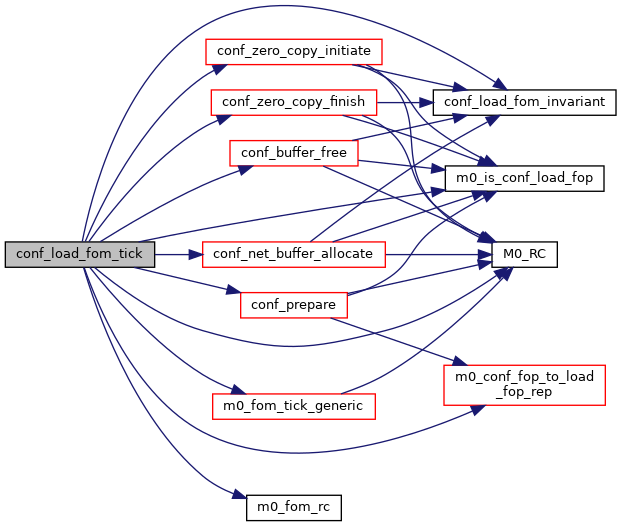 conf_zero_copy_initiate
conf_zero_copy_finish
conf_load_fom_invariant
conf_buffer_free
m0_is_conf_load_fop
conf_load_fom_tick
conf_net_buffer_allocate
M0_RC
conf_prepare
m0_conf_fop_to_load
_fop_rep
m0_fom_tick_generic
m0_fom_rc